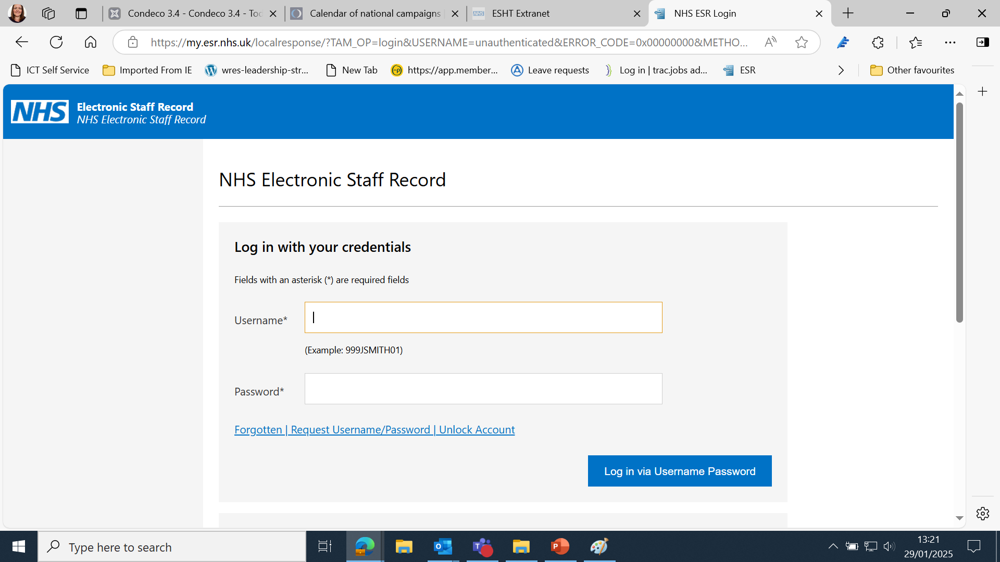 Condeco 3.4 - Condeco 3.4 - Tod
Calendar of national campaigns
NHS
ESHT Extranet
NHS ESR Login
https://my.esr.nhs.uk/localresponse/?TAM_OP=login&USERNAME=unauthenticated&ERROR_CODE=0x00000000&METHO...
ICT Self Service
Imported From IE
wres-leadership-str...
New Tab
https://app.member...
Leave requests
Log in | trac.jobs ad...
ESR
Other favourites
NHS
Electronic Staff Record
NHS Electronic Staff Record
NHS Electronic Staff Record
Log in with your credentials
Fields with an asterisk (*) are required fields
Username*
(Example: 999JSMITH01)
Password*
Forgotten | Request Username/Password | Unlock Account
Log in via Username Password
Type here to search
13:21
29/01/2025